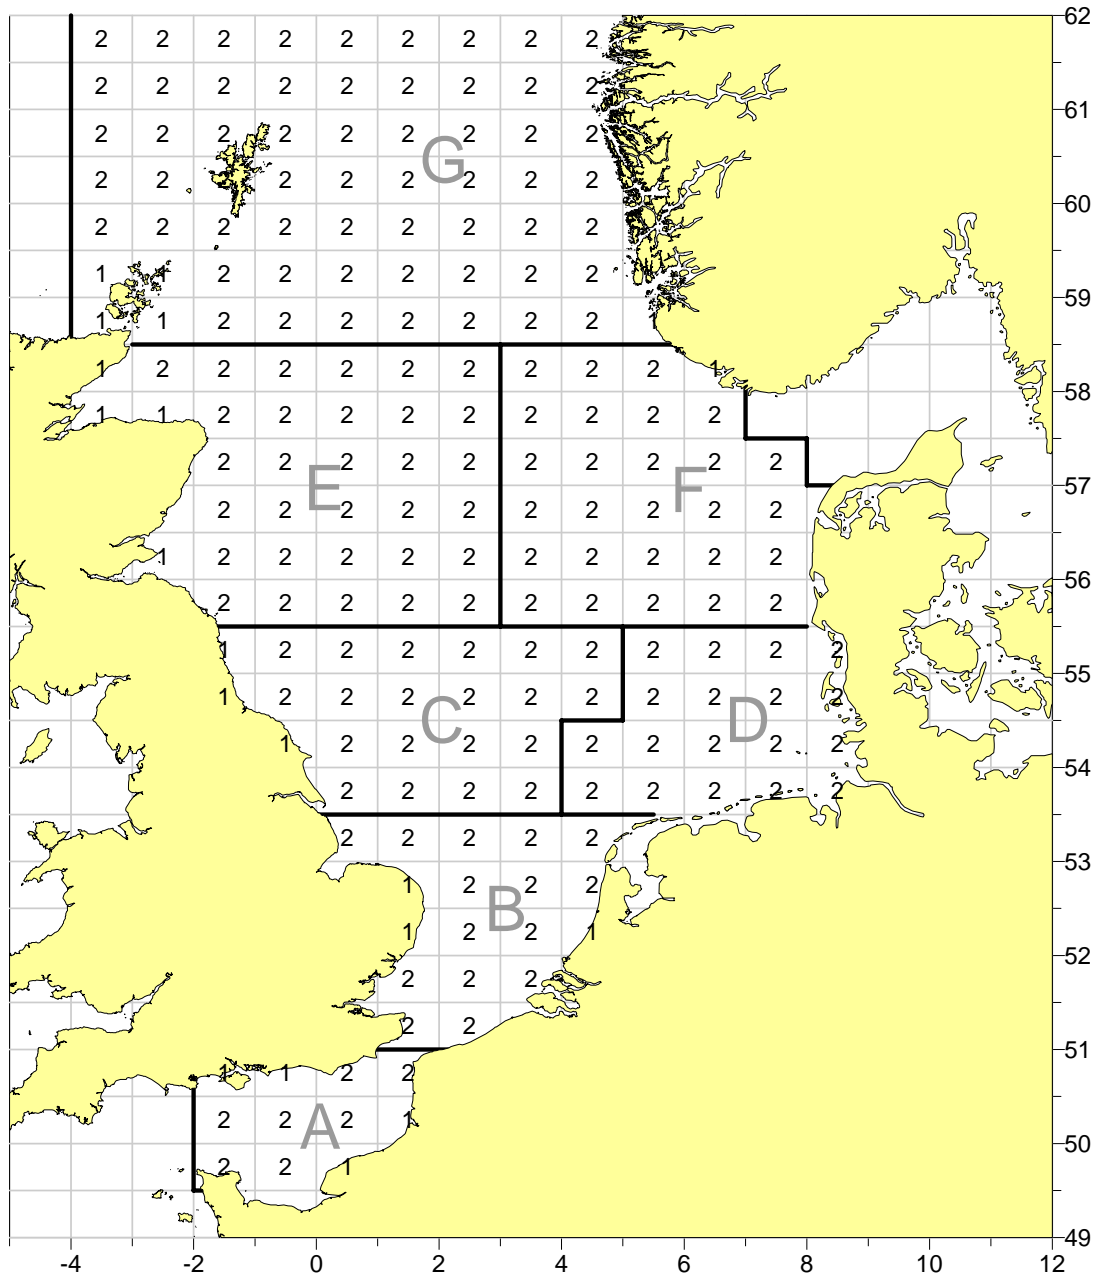 62
2 2 2 2 2 2 2 2 2
2 2 2 2 2 2 2 2 2
61
2 2 2 2 2 2 2 2 2
G
2 2 2 2 2 2 2 2
60
2 2 2 2 2 2 2 2 2
1 1 2 2 2 2 2 2 2
59
1 1 2 2 2 2 2 2 2 1
1 2 2 2 2 2 2 2 2 2 1
58
1 1 2 2 2 2 2 2 2 2 2
2 2 2 2 2 2 2 2 2 2
E F
57
2 2 2 2 2 2 2 2 2 2
1 2 2 2 2 2 2 2 2 2 2
56
2 2 2 2 2 2 2 2 2 2
1 2 2 2 2 2 2 2 2 2 2
55
1 2 2 2 2 2 2 2 2 2 2
C D
1 2 2 2 2 2 2 2 2 2
54
2 2 2 2 2 2 2 2 2
2 2 2 2 2
53
1 2 2 2
B
1 2 2 1
52
2 2 2
2 2
51
1 1 2 2
2 2 2 1
A
50
2 2 1
49
-4 -2 0 2 4 6 8 10 12